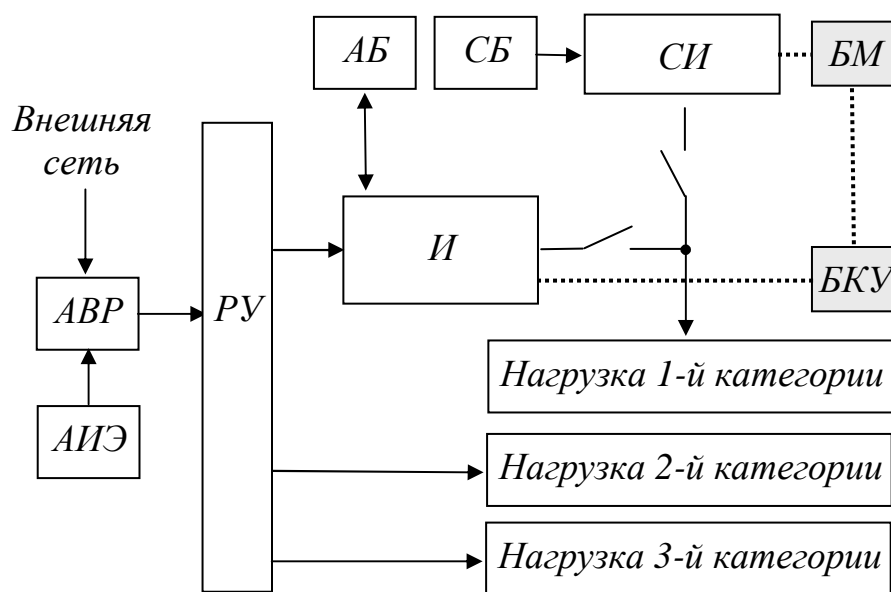 АБ
СБ
СИ
БМ
Внешняя
сеть
И
БКУ
АВР
РУ
Нагрузка 1-й категории
АИЭ
Нагрузка 2-й категории
Нагрузка 3-й категории